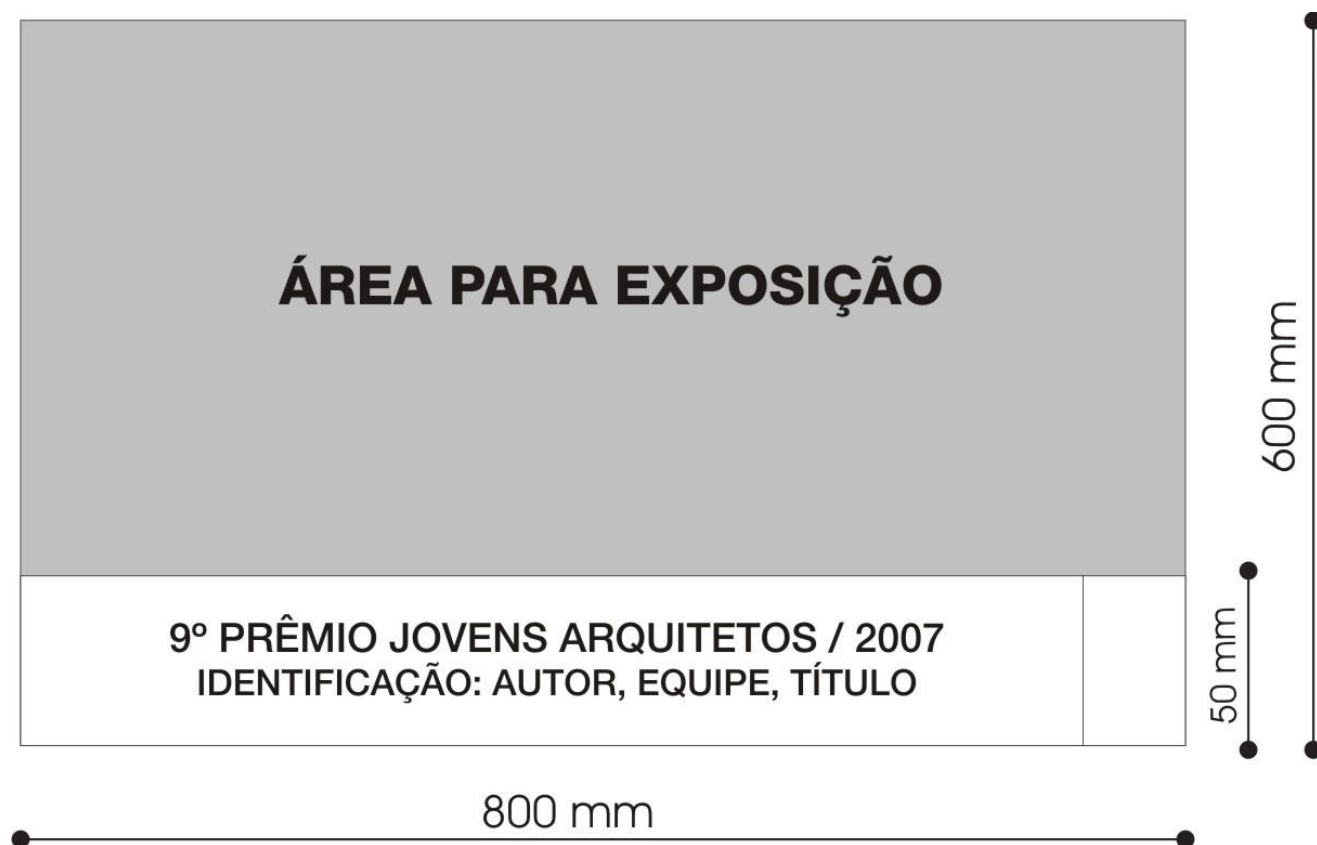 ÁREA PARA EXPOSIÇÃO
600 mm
9º PRÊMIO JOVENS ARQUITETOS / 2007
IDENTIFICAÇÃO: AUTOR, EQUIPE, TÍTULO
50 mm
800 mm